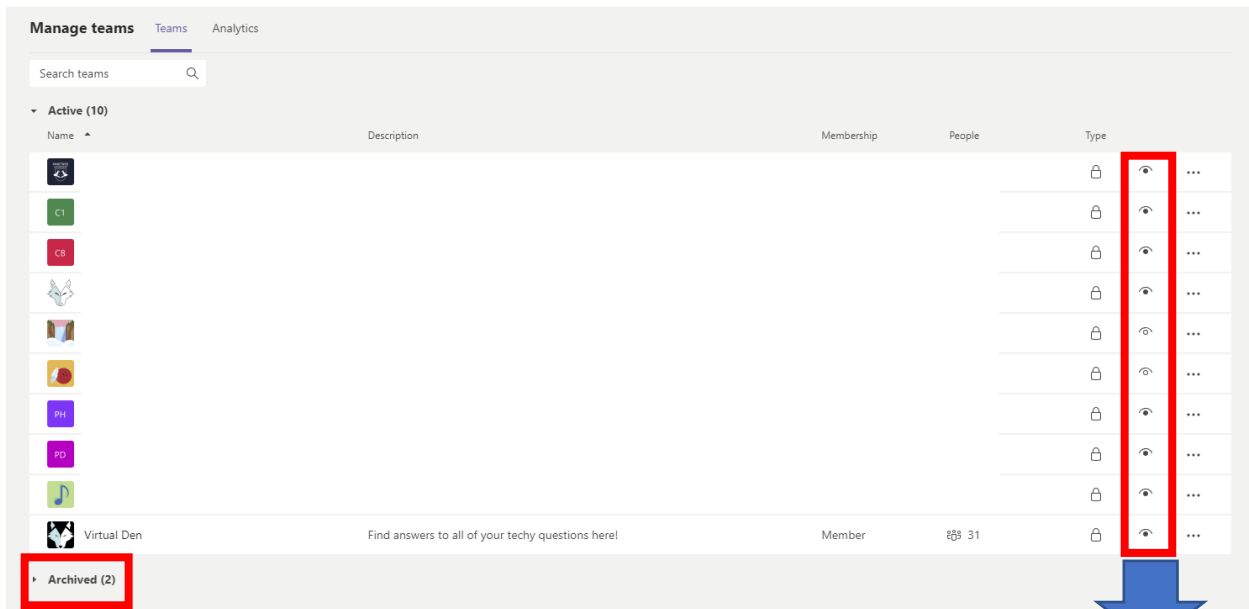 Manage teams Teams Analytics
Search teams
Active (10)
Name Description Membership People Type
C1
CB
PH
PD
Virtual Den Find answers to all of your techy questions here! Member 31
Archived (2)